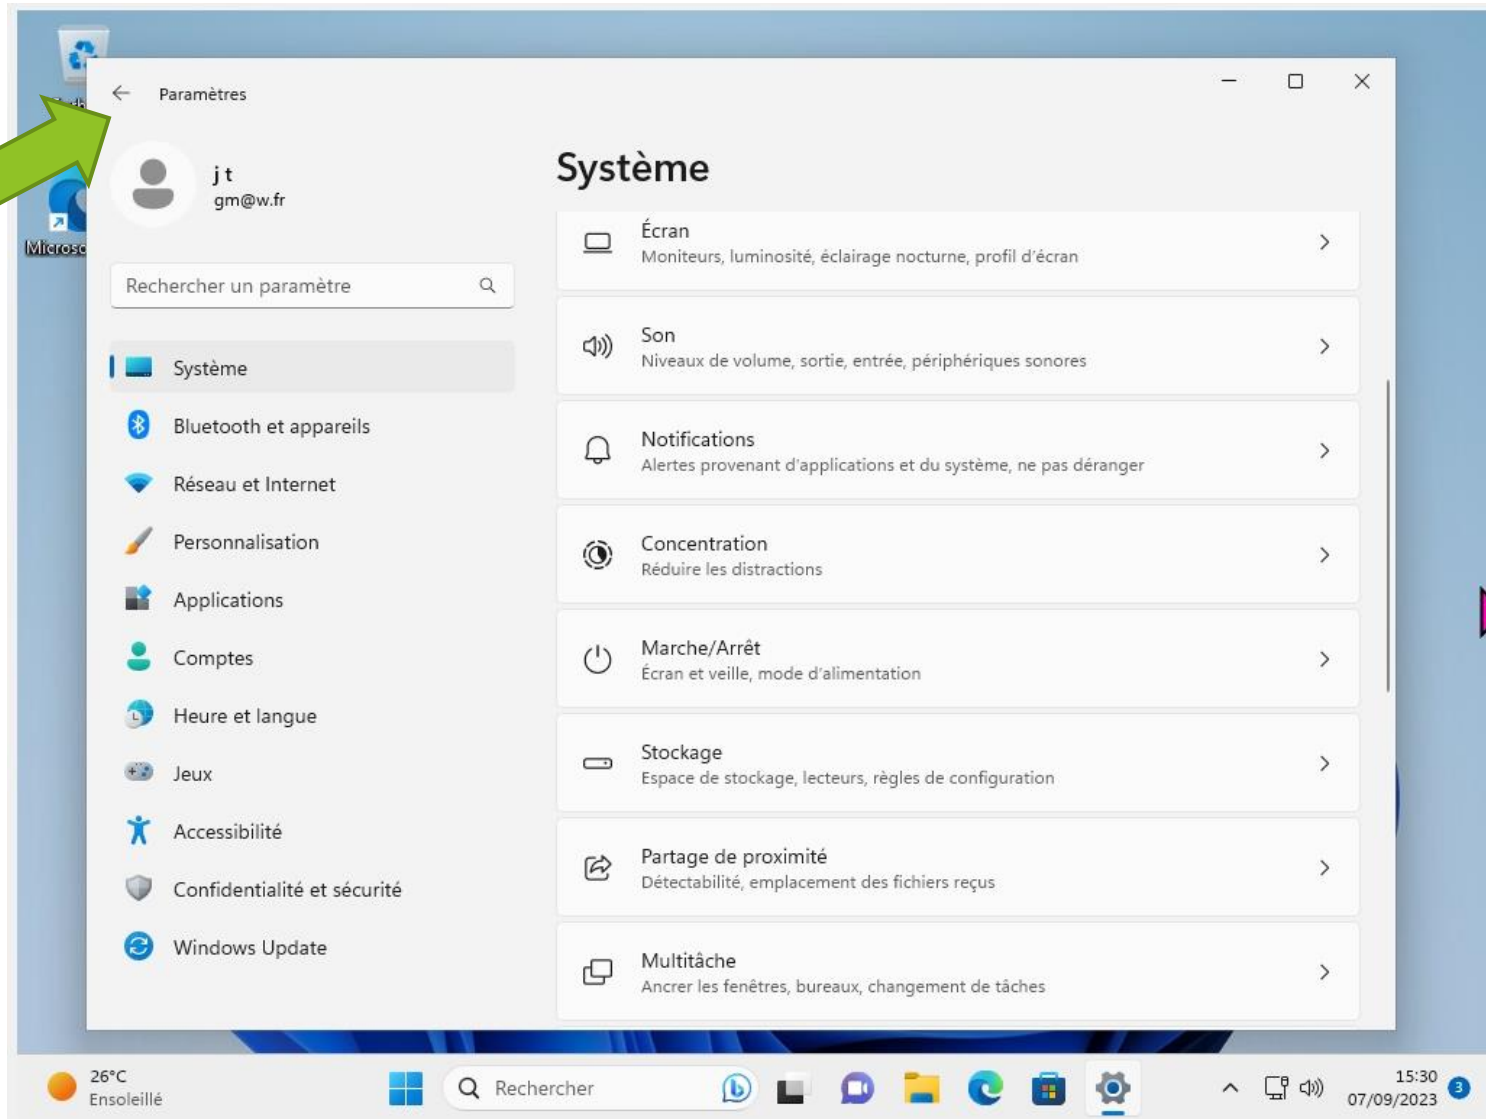 Paramètres
j t
gm@w.fr
Rechercher un paramètre
Système
Bluetooth et appareils
Réseau et Internet
Personnalisation
Applications
Comptes
Heure et langue
Jeux
Accessibilité
Confidentialité et sécurité
Windows Update
Système
Écran
Moniteurs, luminosité, éclairage nocturne, profil d'écran
Son
Niveaux de volume, sortie, entrée, périphériques sonores
Notifications
Alertes provenant d'applications et du système, ne pas déranger
Concentration
Réduire les distractions
Marche/Arrêt
Écran et veille, mode d'alimentation
Stockage
Espace de stockage, lecteurs, règles de configuration
Partage de proximité
Détectabilité, emplacement des fichiers reçus
Multitâche
Ancrer les fenêtres, bureaux, changement de tâches
26°C
Ensoleillé
Rechercher
15:30
07/09/2023
3